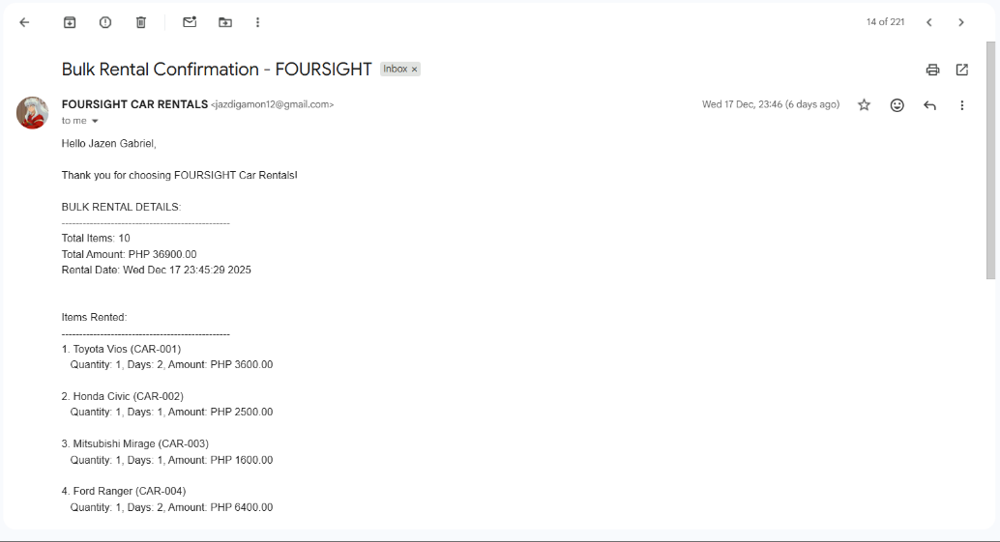 14 of 221
Bulk Rental Confirmation - FOURSIGHT Inbox ×
FOURSIGHT CAR RENTALS <jazdigamon12@gmail.com> Wed 17 Dec, 23:46 (6 days ago)
to me
Hello Jazen Gabriel,
Thank you for choosing FOURSIGHT Car Rentals!
BULK RENTAL DETAILS:
------------------------------------------------
Total Items: 10
Total Amount: PHP 36900.00
Rental Date: Wed Dec 17 23:45:29 2025
Items Rented:
------------------------------------------------
1. Toyota Vios (CAR-001)
Quantity: 1, Days: 2, Amount: PHP 3600.00
2. Honda Civic (CAR-002)
Quantity: 1, Days: 1, Amount: PHP 2500.00
3. Mitsubishi Mirage (CAR-003)
Quantity: 1, Days: 1, Amount: PHP 1600.00
4. Ford Ranger (CAR-004)
Quantity: 1, Days: 2, Amount: PHP 6400.00